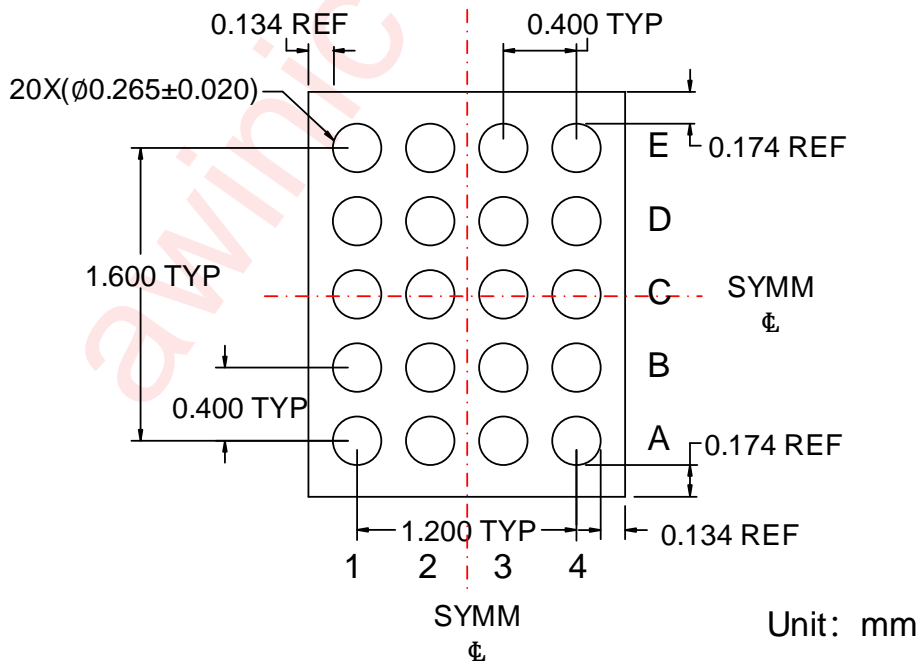 0.134 REF
0.400 TYP
20X(Ø0.265±0.020)
E
0.174 REF
D
1.600 TYP
C
SYMM
℄
B
0.400 TYP
A
0.174 REF
1.200 TYP
0.134 REF
1 2 3 4
SYMM
℄
Unit: mm
awinic